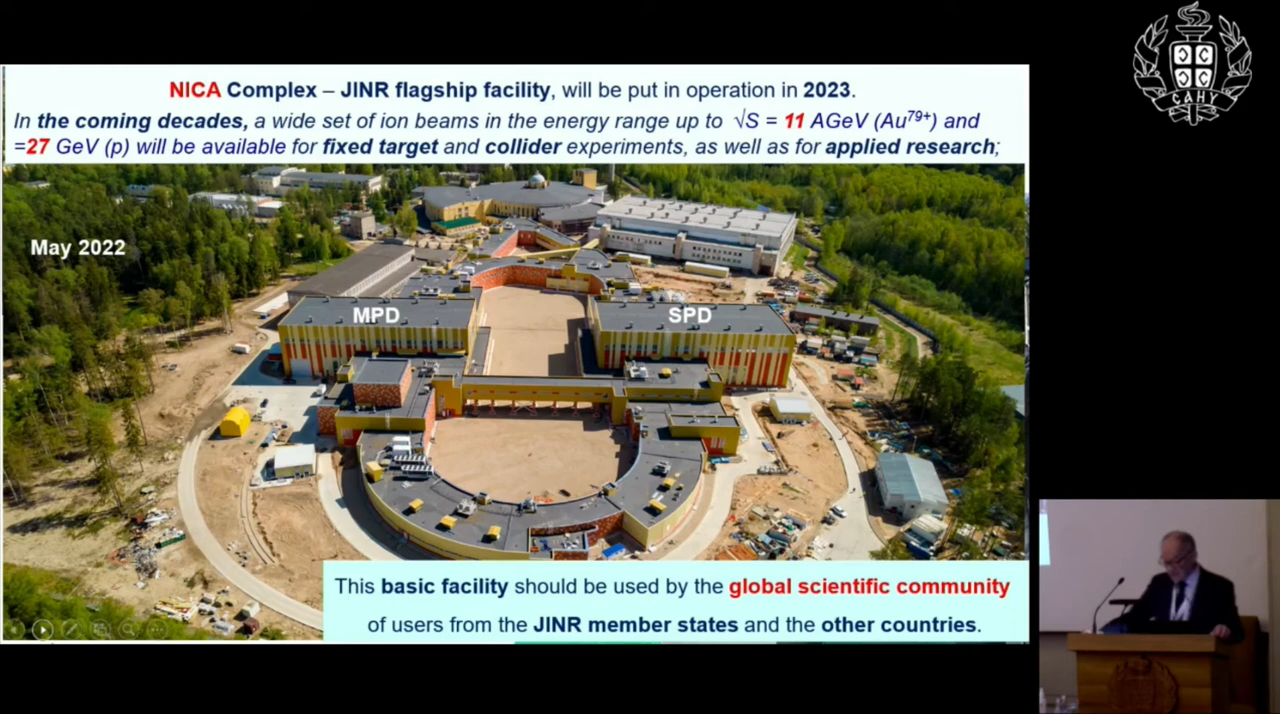 NICA Complex – JINR flagship facility, will be put in operation in 2023.
In the coming decades, a wide set of ion beams in the energy range up to √S = 11 AGeV (Au⁷⁹⁺) and
=27 GeV (p) will be available for fixed target and collider experiments, as well as for applied research;
May 2022
MPD
SPD
This basic facility should be used by the global scientific community
of users from the JINR member states and the other countries.
САНУ